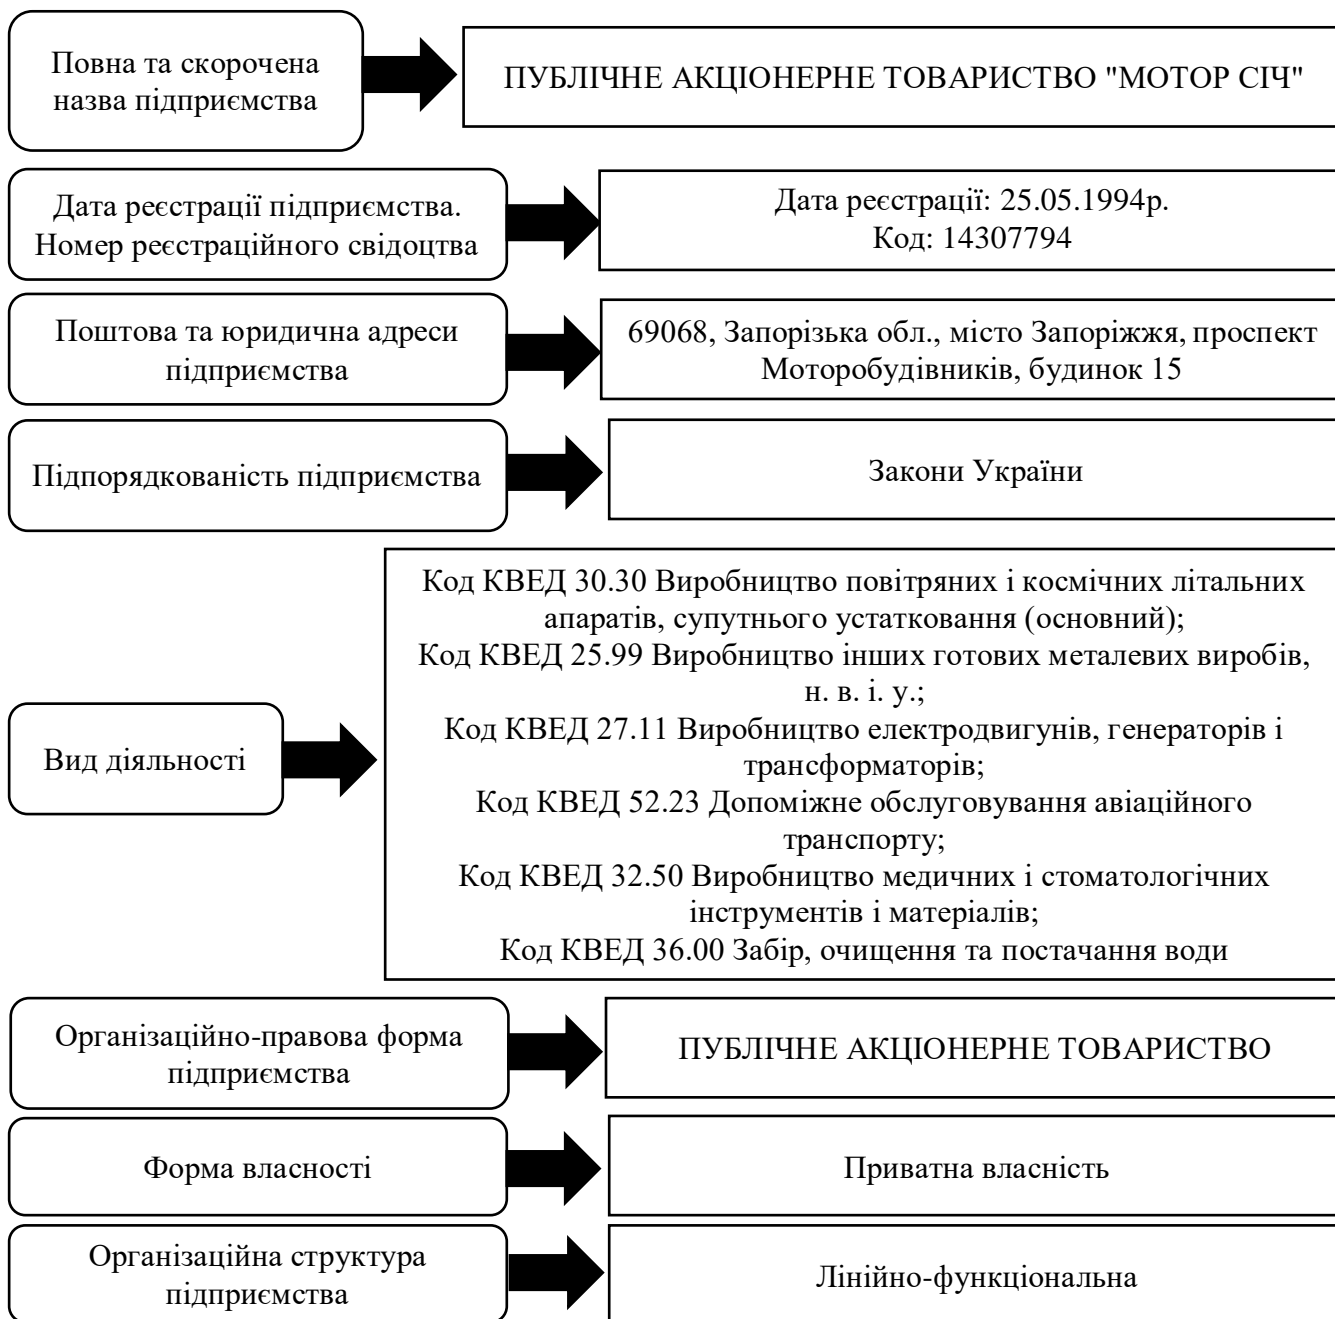 Повна та скорочена
назва підприємства
ПУБЛІЧНЕ АКЦІОНЕРНЕ ТОВАРИСТВО "МОТОР СІЧ"
Дата реєстрації підприємства.
Номер реєстраційного свідоцтва
Дата реєстрації: 25.05.1994р.
Код: 14307794
Поштова та юридична адреси
підприємства
69068, Запорізька обл., місто Запоріжжя, проспект
Моторобудівників, будинок 15
Підпорядкованість підприємства
Закони України
Вид діяльності
Код КВЕД 30.30 Виробництво повітряних і космічних літальних
апаратів, супутнього устатковання (основний);
Код КВЕД 25.99 Виробництво інших готових металевих виробів,
н. в. і. у.;
Код КВЕД 27.11 Виробництво електродвигунів, генераторів і
трансформаторів;
Код КВЕД 52.23 Допоміжне обслуговування авіаційного
транспорту;
Код КВЕД 32.50 Виробництво медичних і стоматологічних
інструментів і матеріалів;
Код КВЕД 36.00 Забір, очищення та постачання води
Організаційно-правова форма
підприємства
ПУБЛІЧНЕ АКЦІОНЕРНЕ ТОВАРИСТВО
Форма власності
Приватна власність
Організаційна структура
підприємства
Лінійно-функціональна